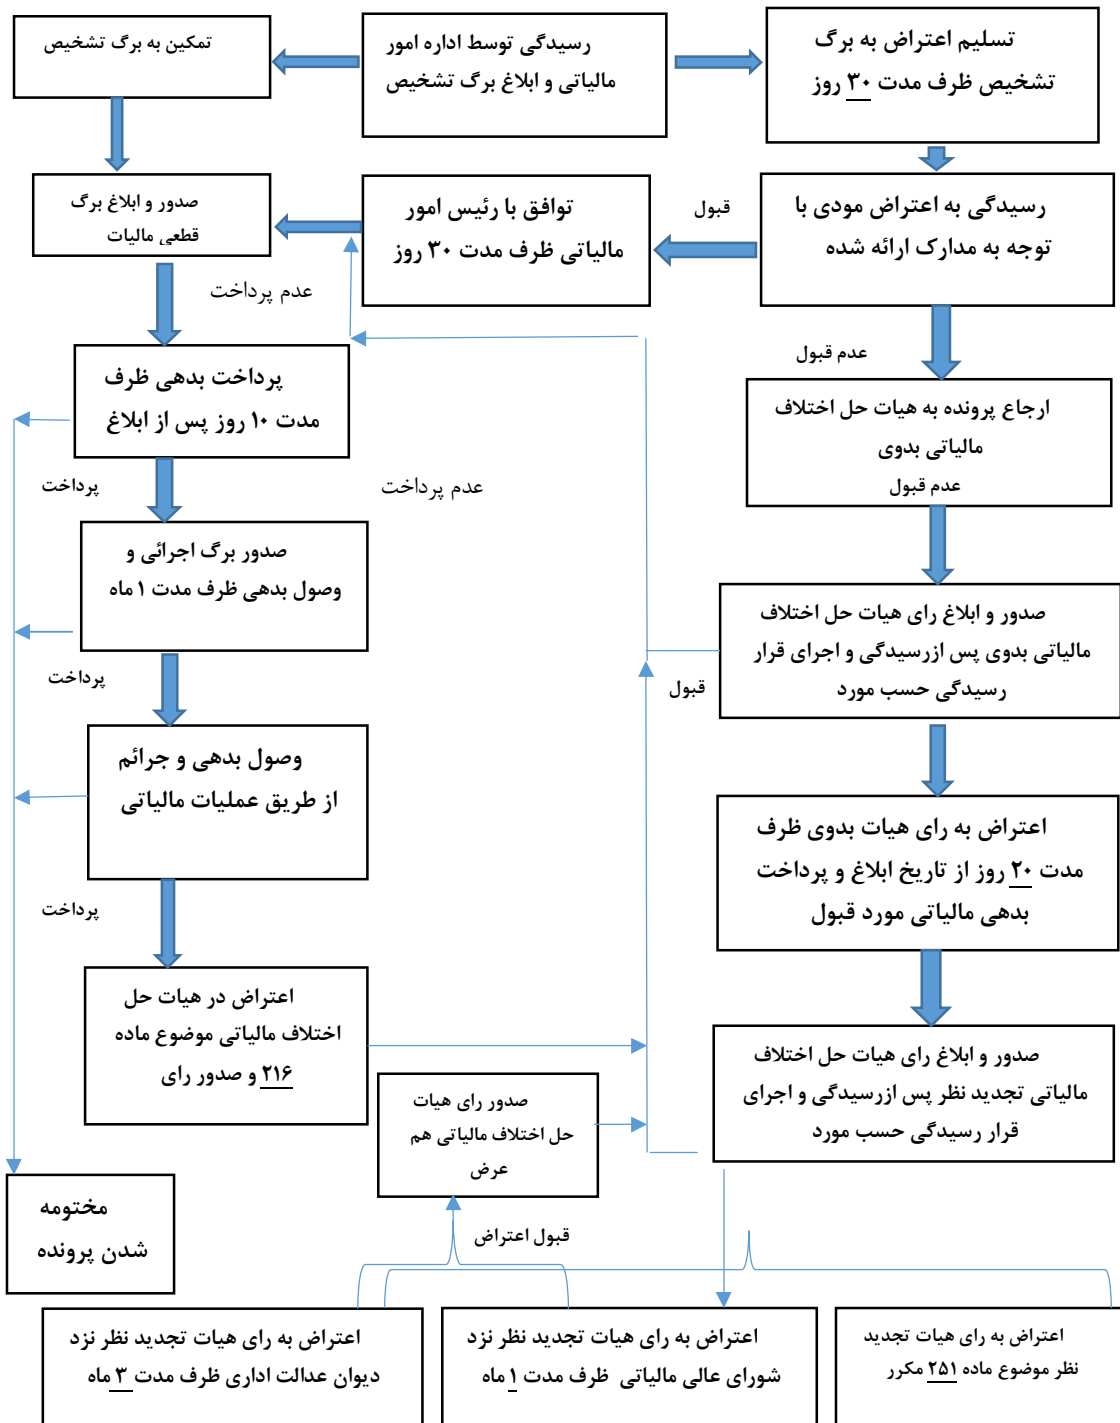 تسلیم اعتراض به برگ
تشخیص ظرف مدت ۳۰ روز
رسیدگی توسط اداره امور
مالیاتی و ابلاغ برگ تشخیص
تمکین به برگ تشخیص
رسیدگی به اعتراض مودی با
توجه به مدارک ارائه شده
قبول
توافق با رئیس امور
مالیاتی ظرف مدت ۳۰ روز
صدور و ابلاغ برگ
قطعی مالیات
عدم پرداخت
عدم قبول
پرداخت بدهی ظرف
مدت ۱۰ روز پس از ابلاغ
ارجاع پرونده به هیات حل اختلاف
مالیاتی بدوی
عدم قبول
عدم پرداخت
پرداخت
صدور برگ اجرائی و
وصول بدهی ظرف مدت ۱ ماه
صدور و ابلاغ رای هیات حل اختلاف
مالیاتی بدوی پس ازرسیدگی و اجرای قرار
رسیدگی حسب مورد
قبول
پرداخت
وصول بدهی و جرائم
از طریق عملیات مالیاتی
اعتراض به رای هیات بدوی ظرف
مدت ۲۰ روز از تاریخ ابلاغ و پرداخت
بدهی مالیاتی مورد قبول
پرداخت
اعتراض در هیات حل
اختلاف مالیاتی موضوع ماده
۲۱۶ و صدور رای
صدور و ابلاغ رای هیات حل اختلاف
مالیاتی تجدید نظر پس ازرسیدگی و اجرای
قرار رسیدگی حسب مورد
صدور رای هیات
حل اختلاف مالیاتی هم
عرض
مختومه
شدن پرونده
قبول اعتراض
اعتراض به رای هیات تجدید
نظر موضوع ماده ۲۵۱ مکرر
اعتراض به رای هیات تجدید نظر نزد
شورای عالی مالیاتی ظرف مدت ۱ ماه
اعتراض به رای هیات تجدید نظر نزد
دیوان عدالت اداری ظرف مدت ۳ ماه